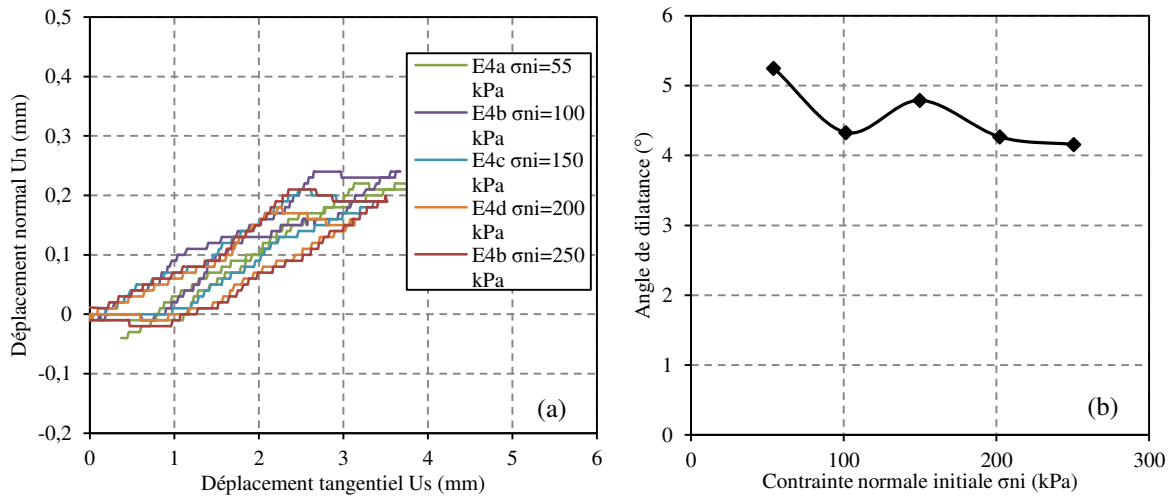 0,5
0,4
0,3
0,2
0,1
0
-0,1
-0,2
0
1
2
3
4
5
6
Déplacement normal Un (mm)
Déplacement tangentiel Us (mm)
E4a σni=55
kPa
E4b σni=100
kPa
E4c σni=150
kPa
E4d σni=200
kPa
E4b σni=250
kPa
(a)
6
5
4
3
2
1
0
0
100
200
300
Angle de dilatance (°)
Contrainte normale initiale σni (kPa)
(b)